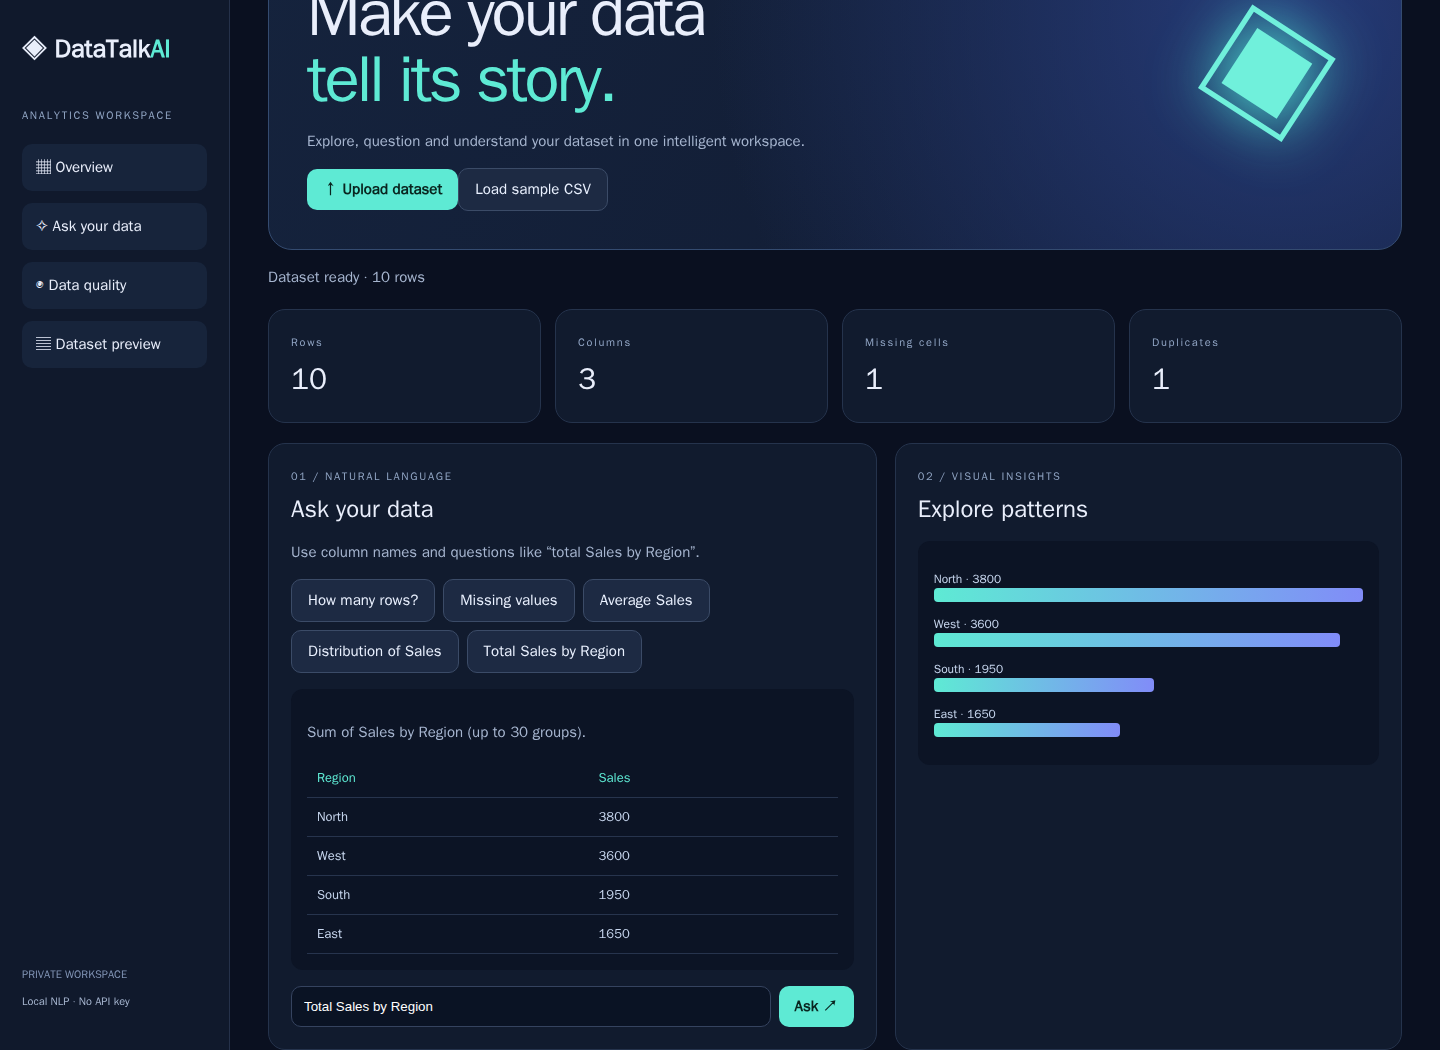 DataTalkAI
ANALYTICS WORKSPACE
Overview
Ask your data
Data quality
Dataset preview
PRIVATE WORKSPACE
Local NLP · No API key
Make your data
tell its story.
Explore, question and understand your dataset in one intelligent workspace.
↑ Upload dataset
Load sample CSV
Dataset ready · 10 rows
Rows
10
Columns
3
Missing cells
1
Duplicates
1
01 / NATURAL LANGUAGE
Ask your data
Use column names and questions like “total Sales by Region”.
How many rows?
Missing values
Average Sales
Distribution of Sales
Total Sales by Region
Sum of Sales by Region (up to 30 groups).
Region Sales
North 3800
West 3600
South 1950
East 1650
Total Sales by Region
Ask ↗
02 / VISUAL INSIGHTS
Explore patterns
North · 3800
West · 3600
South · 1950
East · 1650